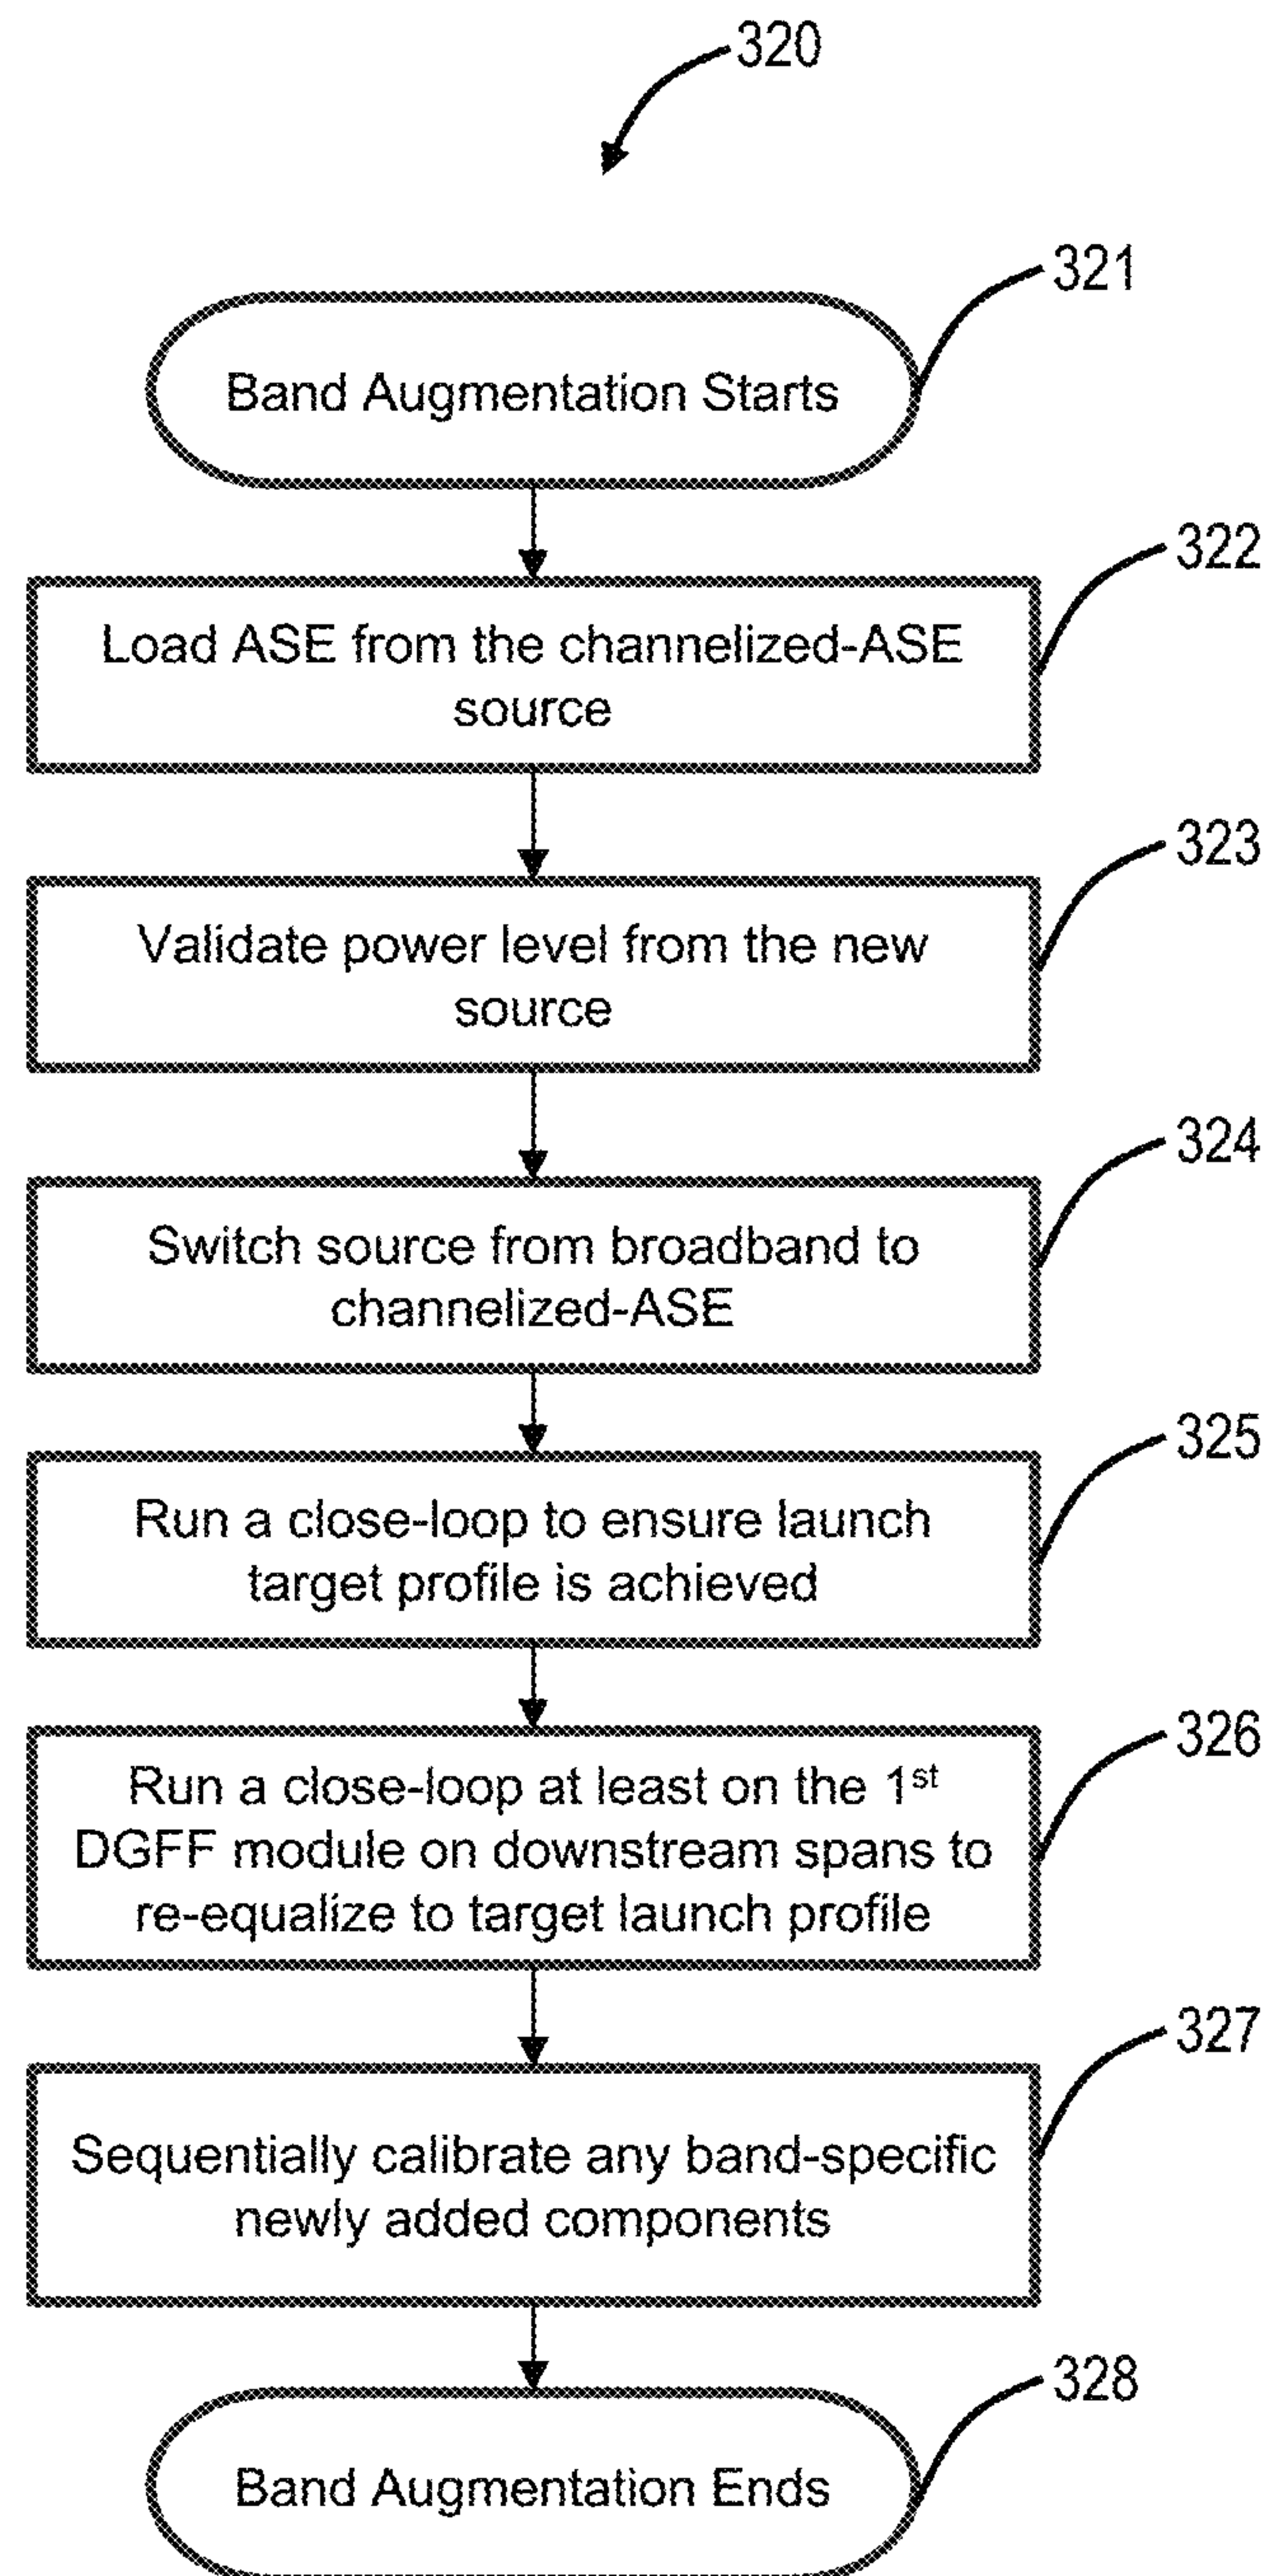 320
321
Band Augmentation Starts
322
Load ASE from the channelized-ASE
source
323
Validate power level from the new
source
324
Switch source from broadband to
channelized-ASE
325
Run a close-loop to ensure launch
target profile is achieved
326
Run a close-loop at least on the 1st
DGFF module on downstream spans to
re-equalize to target launch profile
327
Sequentially calibrate any band-specific
newly added components
328
Band Augmentation Ends